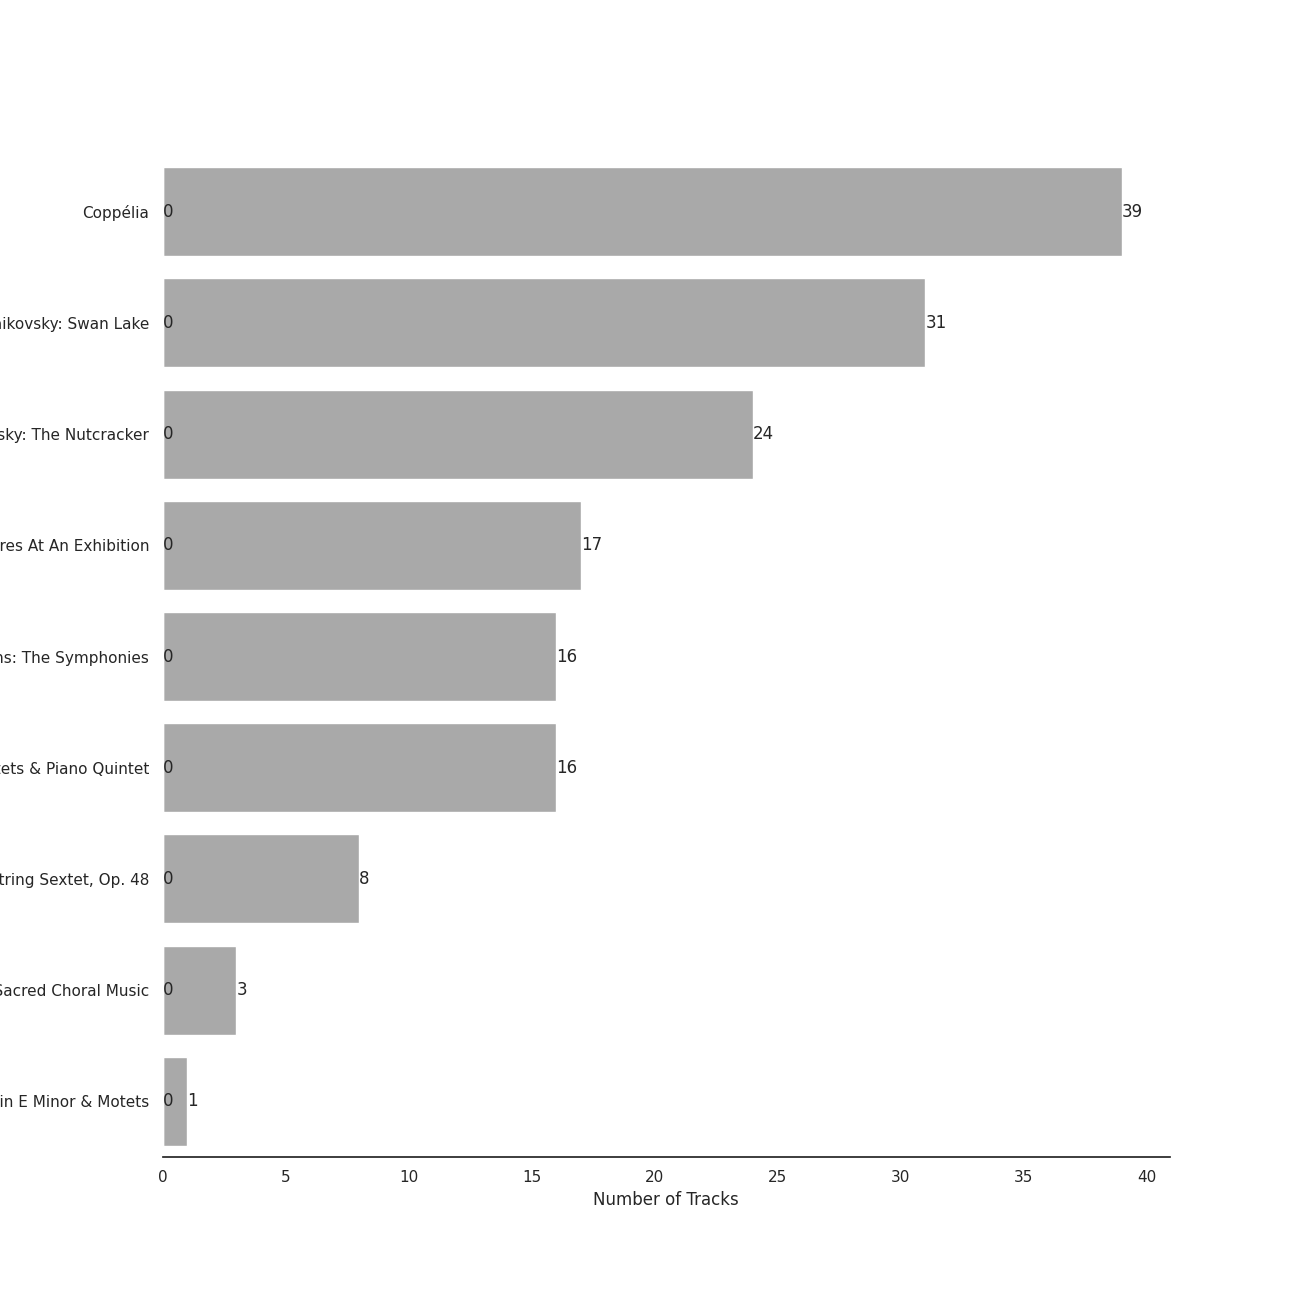 Coppélia 0 39
ikovsky: Swan Lake 0 31
sky: The Nutcracker 0 24
res At An Exhibition 0 17
ns: The Symphonies 0 16
ets & Piano Quintet 0 16
tring Sextet, Op. 48 0 8
Sacred Choral Music 0 3
in E Minor & Motets 0 1
0 5 10 15 20 25 30 35 40
Number of Tracks